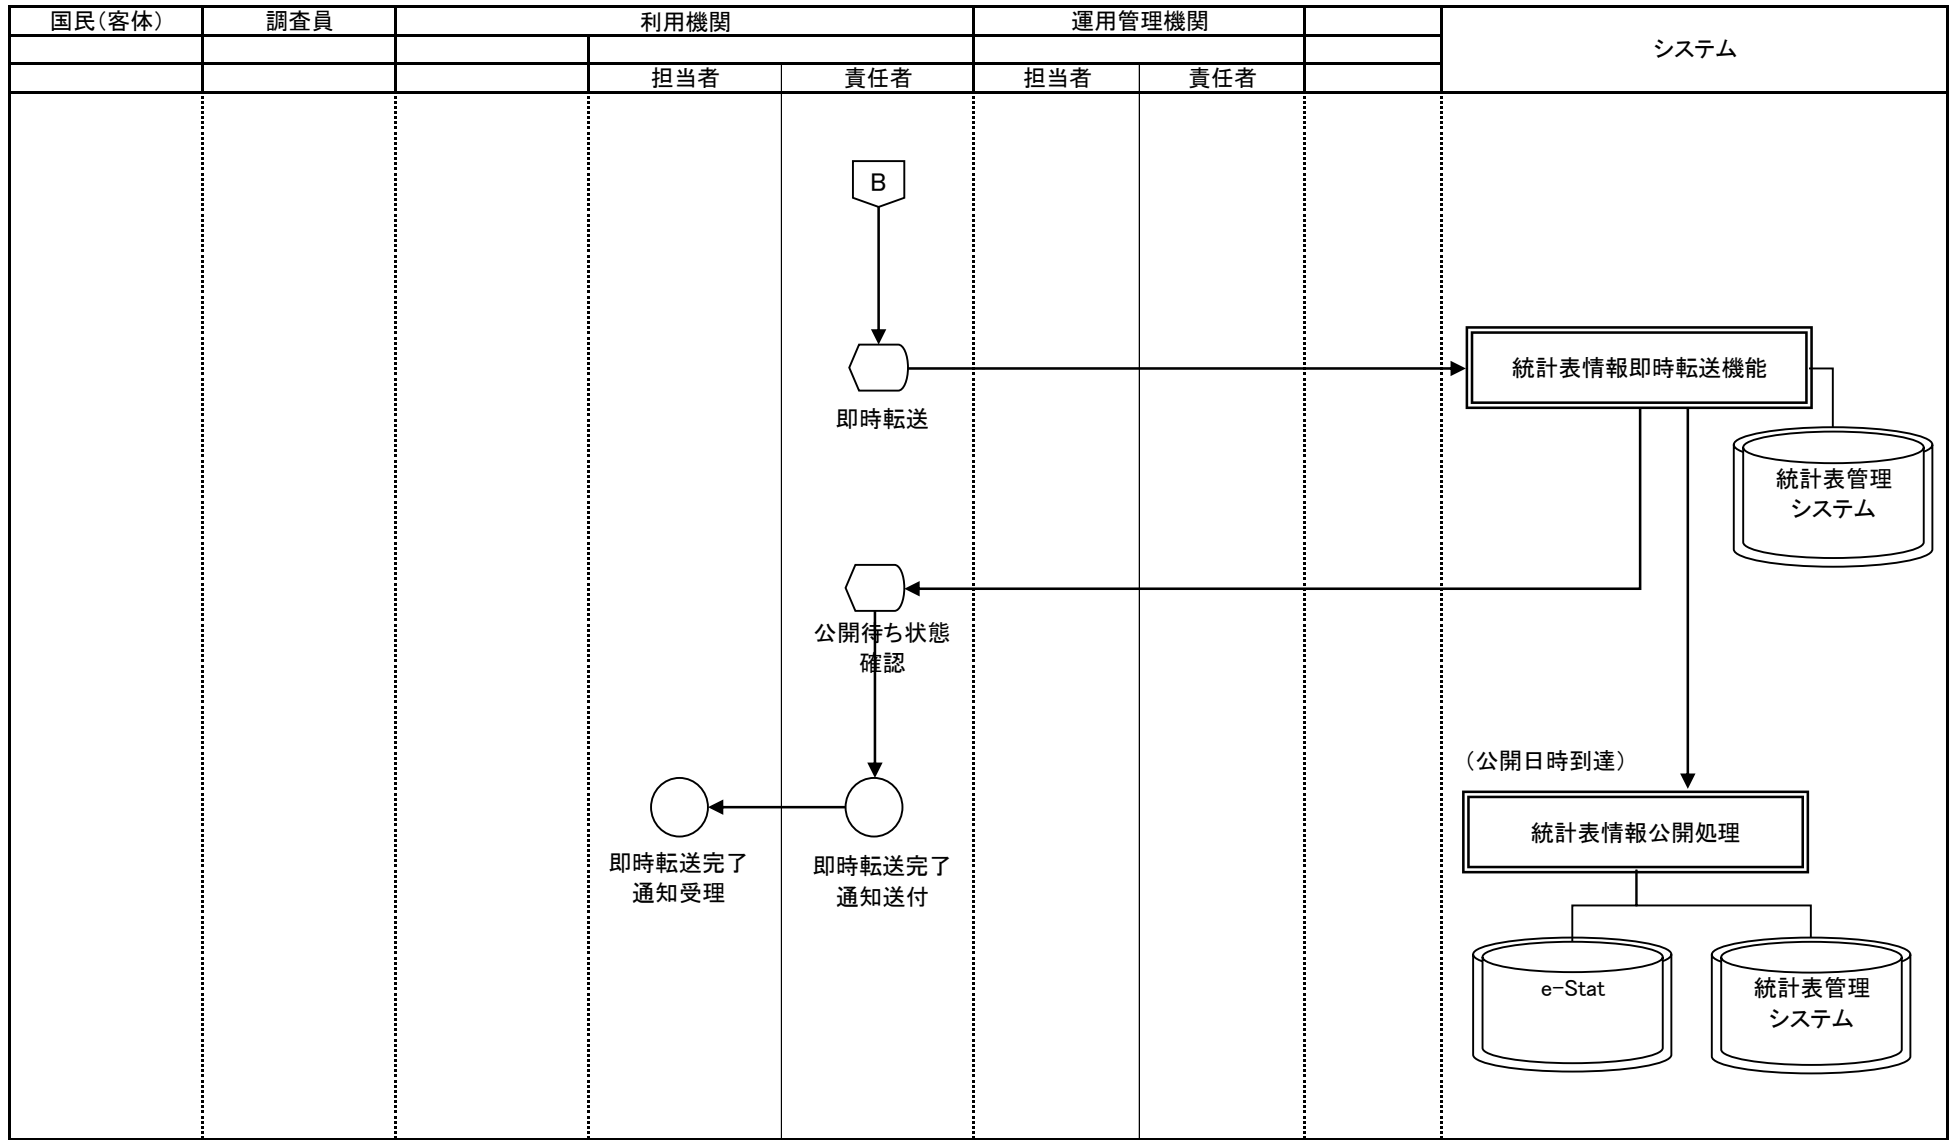 国民(客体)
調査員
利用機関
運用管理機関
システム
担当者
責任者
担当者
責任者
B
統計表情報即時転送機能
即時転送
統計表管理
システム
公開待ち状態
確認
(公開日時到達)
統計表情報公開処理
即時転送完了
通知受理
即時転送完了
通知送付
e-Stat
統計表管理
システム